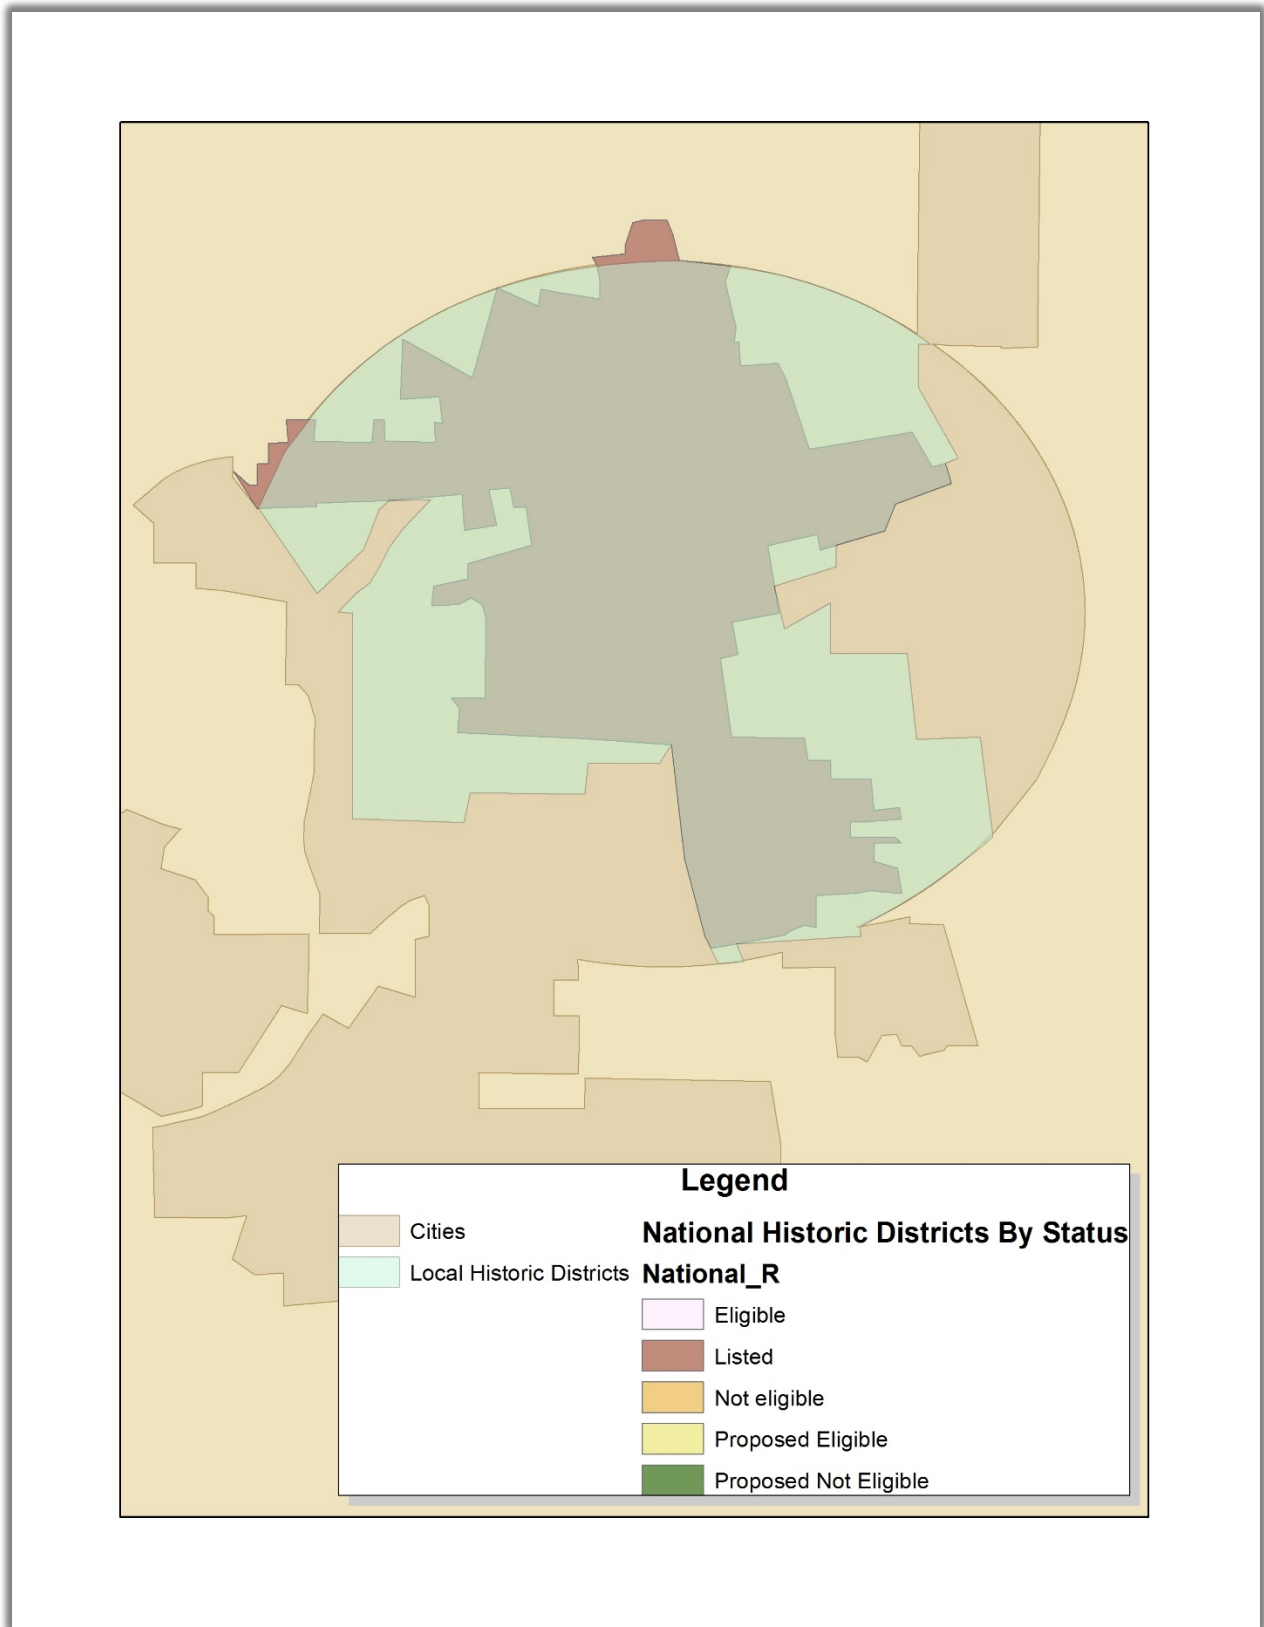 Legend
Cities
Local Historic Districts
National Historic Districts By Status
National_R
Eligible
Listed
Not eligible
Proposed Eligible
Proposed Not Eligible